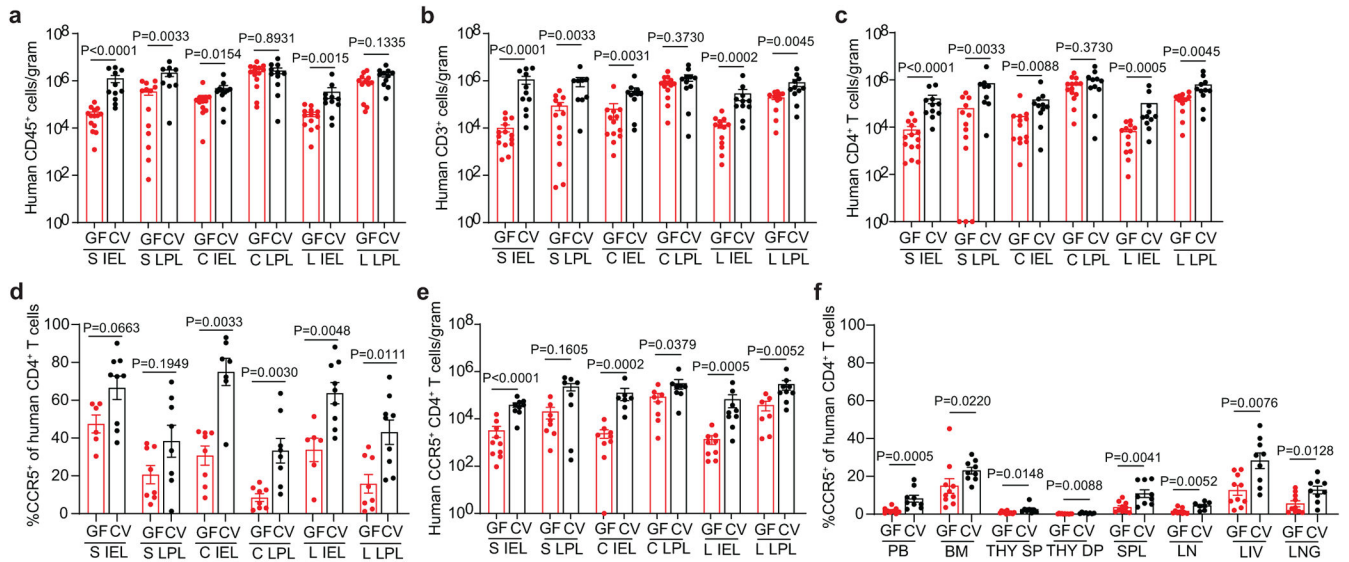 a
Human CD45⁺ cells/gram
10⁸
10⁶
10⁴
10²
10⁰
P<0.0001
P=0.0033
P=0.0154
P=0.8931
P=0.0015
P=0.1335
GF CV GF CV GF CV GF CV GF CV GF CV
S IEL S LPL C IEL C LPL L IEL L LPL
b
Human CD3⁺ cells/gram
10⁸
10⁶
10⁴
10²
10⁰
P<0.0001
P=0.0033
P=0.0031
P=0.3730
P=0.0002
P=0.0045
GF CV GF CV GF CV GF CV GF CV GF CV
S IEL S LPL C IEL C LPL L IEL L LPL
c
Human CD4⁺ T cells/gram
10⁸
10⁶
10⁴
10²
10⁰
P<0.0001
P=0.0033
P=0.0088
P=0.3730
P=0.0005
P=0.0045
GF CV GF CV GF CV GF CV GF CV GF CV
S IEL S LPL C IEL C LPL L IEL L LPL
d
%CCR5⁺ of human CD4⁺ T cells
100
80
60
40
20
0
P=0.0663
P=0.1949
P=0.0033
P=0.0030
P=0.0048
P=0.0111
GF CV GF CV GF CV GF CV GF CV GF CV
S IEL S LPL C IEL C LPL L IEL L LPL
e
Human CCR5⁺ CD4⁺ T cells/gram
10⁸
10⁶
10⁴
10²
10⁰
P<0.0001
P=0.1605
P=0.0002
P=0.0379
P=0.0005
P=0.0052
GF CV GF CV GF CV GF CV GF CV GF CV
S IEL S LPL C IEL C LPL L IEL L LPL
f
%CCR5⁺ of human CD4⁺ T cells
100
80
60
40
20
0
P=0.0005
P=0.0220
P=0.0148
P=0.0088
P=0.0041
P=0.0052
P=0.0076
P=0.0128
GF CV GF CV GF CV GF CV GF CV GF CV GF CV GF CV
PB BM THY SP THY DP SPL LN LIV LNG